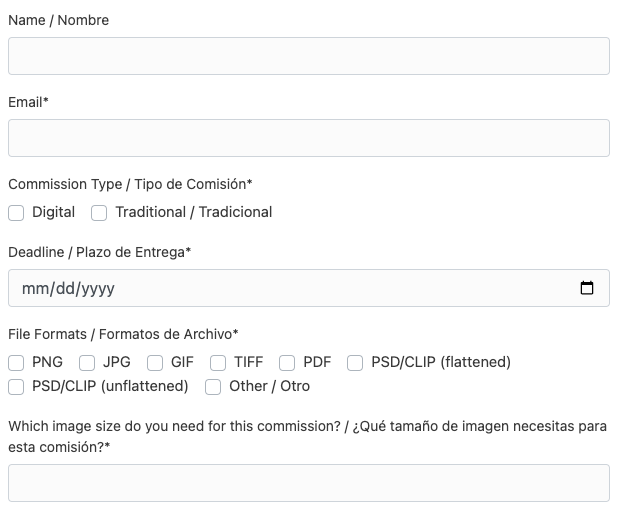 Name / Nombre
Email*
Commission Type / Tipo de Comisión*
Digital Traditional / Tradicional
Deadline / Plazo de Entrega*
mm/dd/yyyy
File Formats / Formatos de Archivo*
PNG JPG GIF TIFF PDF PSD/CLIP (flattened)
PSD/CLIP (unflattened) Other / Otro
Which image size do you need for this commission? / ¿Qué tamaño de imagen necesitas para
esta comisión?*